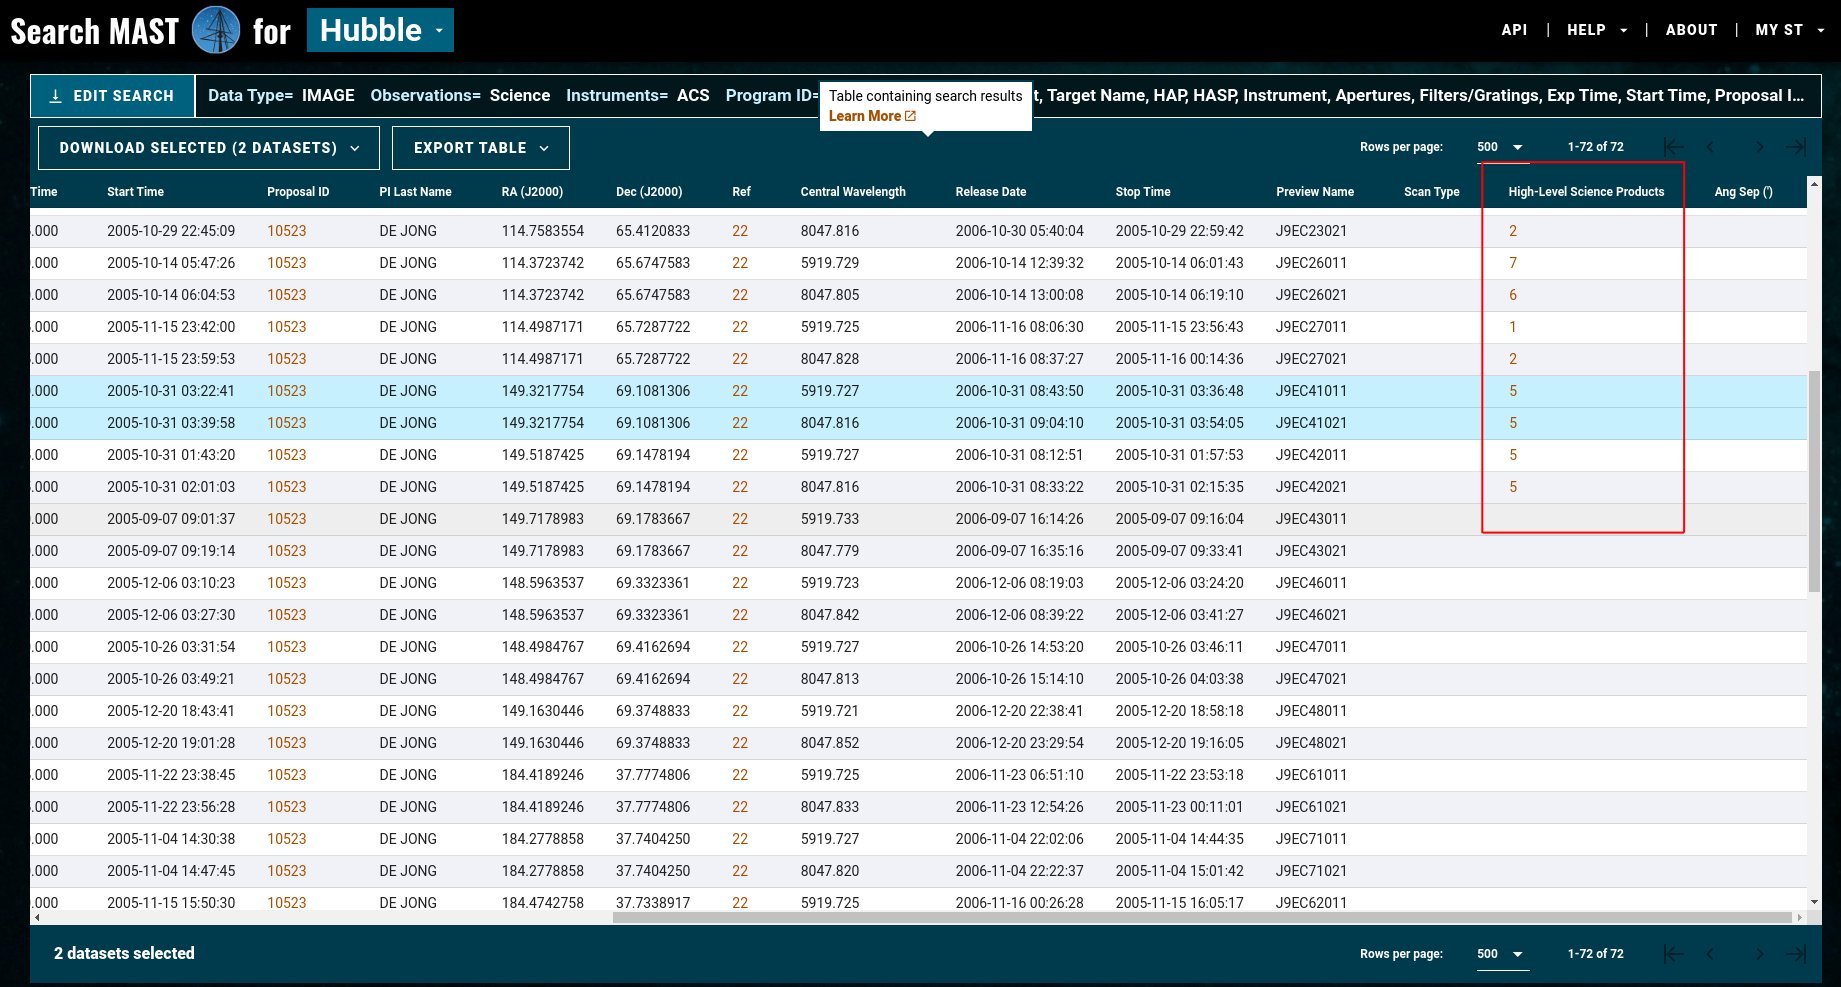 Search MAST for Hubble
API | HELP | ABOUT | MY ST
EDIT SEARCH Data Type= IMAGE Observations= Science Instruments= ACS Program ID= t, Target Name, HAP, HASP, Instrument, Apertures, Filters/Gratings, Exp Time, Start Time, Proposal I...
Table containing search results
Learn More
DOWNLOAD SELECTED (2 DATASETS) EXPORT TABLE Rows per page: 500 1-72 of 72
Time Start Time Proposal ID PI Last Name RA (J2000) Dec (J2000) Ref Central Wavelength Release Date Stop Time Preview Name Scan Type High-Level Science Products Ang Sep (')
.000 2005-10-29 22:45:09 10523 DE JONG 114.7583554 65.4120833 22 8047.816 2006-10-30 05:40:04 2005-10-29 22:59:42 J9EC23021 2
.000 2005-10-14 05:47:26 10523 DE JONG 114.3723742 65.6747583 22 5919.729 2006-10-14 12:39:32 2005-10-14 06:01:43 J9EC26011 7
.000 2005-10-14 06:04:53 10523 DE JONG 114.3723742 65.6747583 22 8047.805 2006-10-14 13:00:08 2005-10-14 06:19:10 J9EC26021 6
.000 2005-11-15 23:42:00 10523 DE JONG 114.4987171 65.7287722 22 5919.725 2006-11-16 08:06:30 2005-11-15 23:56:43 J9EC27011 1
.000 2005-11-15 23:59:53 10523 DE JONG 114.4987171 65.7287722 22 8047.828 2006-11-16 08:37:27 2005-11-16 00:14:36 J9EC27021 2
.000 2005-10-31 03:22:41 10523 DE JONG 149.3217754 69.1081306 22 5919.727 2006-10-31 08:43:50 2005-10-31 03:36:48 J9EC41011 5
.000 2005-10-31 03:39:58 10523 DE JONG 149.3217754 69.1081306 22 8047.816 2006-10-31 09:04:10 2005-10-31 03:54:05 J9EC41021 5
.000 2005-10-31 01:43:20 10523 DE JONG 149.5187425 69.1478194 22 5919.727 2006-10-31 08:12:51 2005-10-31 01:57:53 J9EC42011 5
.000 2005-10-31 02:01:03 10523 DE JONG 149.5187425 69.1478194 22 8047.816 2006-10-31 08:33:22 2005-10-31 02:15:35 J9EC42021 5
.000 2005-09-07 09:01:37 10523 DE JONG 149.7178983 69.1783667 22 5919.733 2006-09-07 16:14:26 2005-09-07 09:16:04 J9EC43011
.000 2005-09-07 09:19:14 10523 DE JONG 149.7178983 69.1783667 22 8047.779 2006-09-07 16:35:16 2005-09-07 09:33:41 J9EC43021
.000 2005-12-06 03:10:23 10523 DE JONG 148.5963537 69.3323361 22 5919.723 2006-12-06 08:19:03 2005-12-06 03:24:20 J9EC46011
.000 2005-12-06 03:27:30 10523 DE JONG 148.5963537 69.3323361 22 8047.842 2006-12-06 08:39:22 2005-12-06 03:41:27 J9EC46021
.000 2005-10-26 03:31:54 10523 DE JONG 148.4984767 69.4162694 22 5919.727 2006-10-26 14:53:20 2005-10-26 03:46:11 J9EC47011
.000 2005-10-26 03:49:21 10523 DE JONG 148.4984767 69.4162694 22 8047.813 2006-10-26 15:14:10 2005-10-26 04:03:38 J9EC47021
.000 2005-12-20 18:43:41 10523 DE JONG 149.1630446 69.3748833 22 5919.721 2006-12-20 22:38:41 2005-12-20 18:58:18 J9EC48011
.000 2005-12-20 19:01:28 10523 DE JONG 149.1630446 69.3748833 22 8047.852 2006-12-20 23:29:54 2005-12-20 19:16:05 J9EC48021
.000 2005-11-22 23:38:45 10523 DE JONG 184.4189246 37.7774806 22 5919.725 2006-11-23 06:51:10 2005-11-22 23:53:18 J9EC61011
.000 2005-11-22 23:56:28 10523 DE JONG 184.4189246 37.7774806 22 8047.833 2006-11-23 12:54:26 2005-11-23 00:11:01 J9EC61021
.000 2005-11-04 14:30:38 10523 DE JONG 184.2778858 37.7404250 22 5919.727 2006-11-04 22:02:06 2005-11-04 14:44:35 J9EC71011
.000 2005-11-04 14:47:45 10523 DE JONG 184.2778858 37.7404250 22 8047.820 2006-11-04 22:22:37 2005-11-04 15:01:42 J9EC71021
.000 2005-11-15 15:50:30 10523 DE JONG 184.4742758 37.7338917 22 5919.725 2006-11-16 00:26:28 2005-11-15 16:05:17 J9EC62011
2 datasets selected Rows per page: 500 1-72 of 72